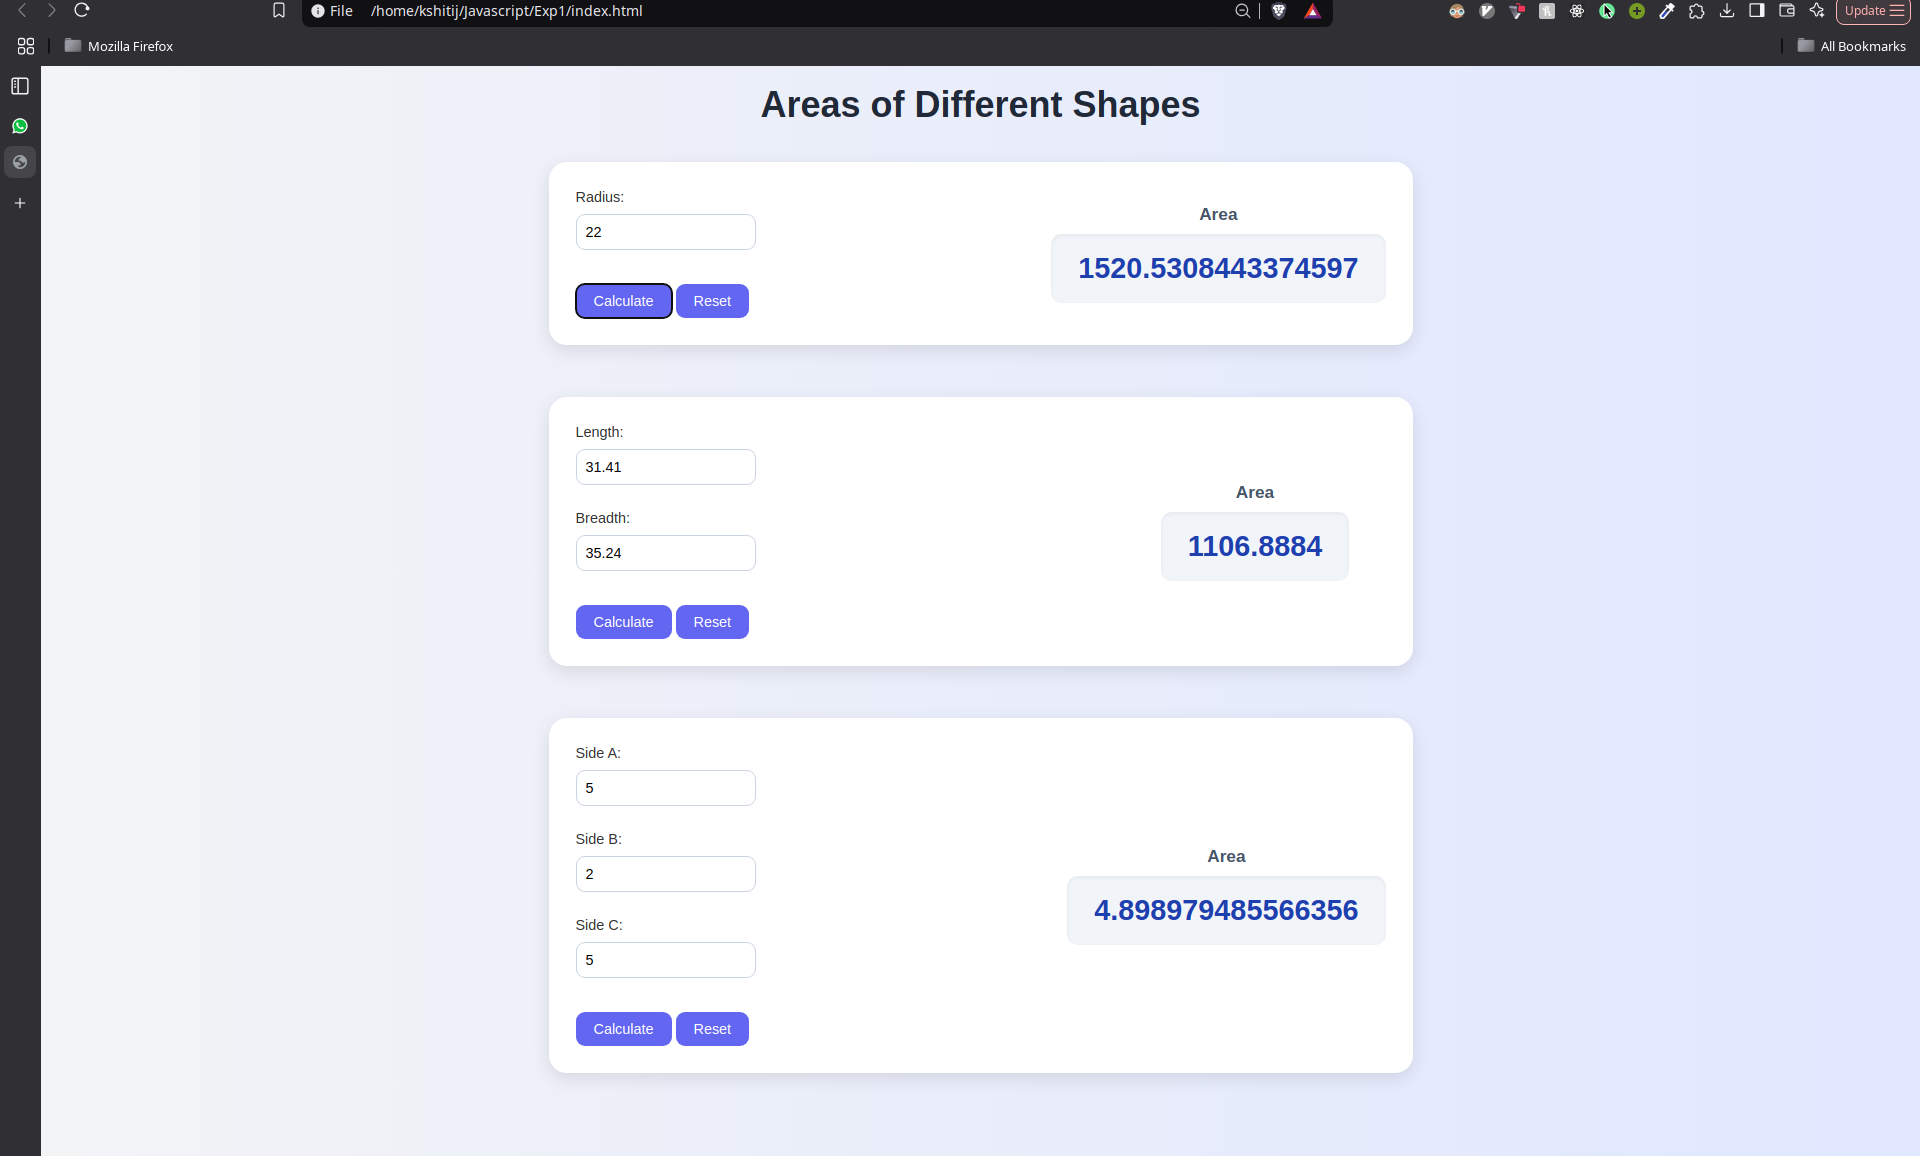 File /home/kshitij/Javascript/Exp1/index.html
Update
Mozilla Firefox
All Bookmarks
Areas of Different Shapes
Radius:
22
Calculate Reset
Area
1520.5308443374597
Length:
31.41
Breadth:
35.24
Calculate Reset
Area
1106.8884
Side A:
5
Side B:
2
Side C:
5
Calculate Reset
Area
4.898979485566356